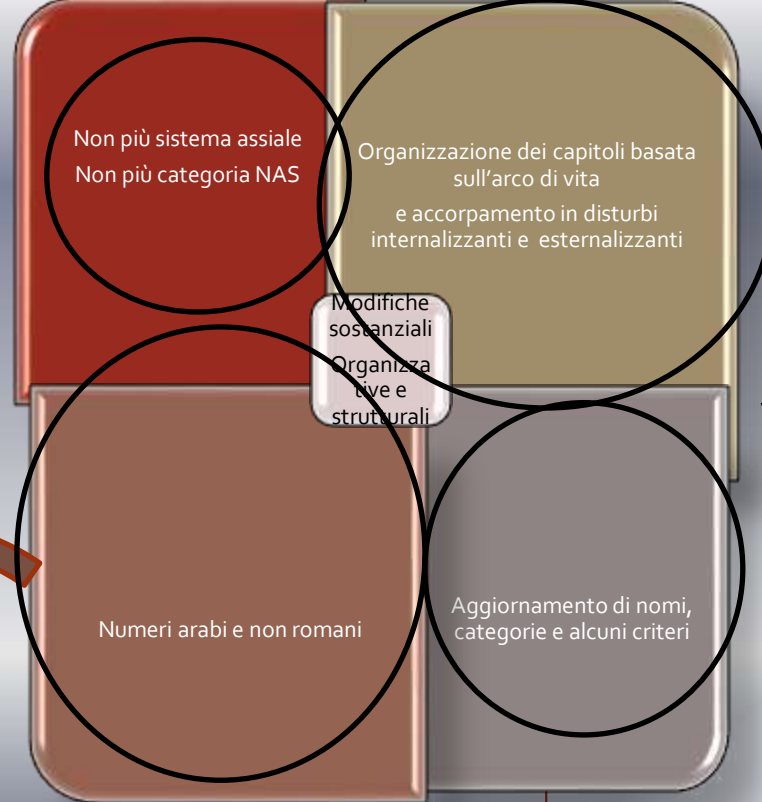 Non più sistema assiale
Non più categoria NAS
Organizzazione dei capitoli basata
sull'arco di vita
e accorpamento in disturbi
internalizzanti e esternalizzanti
Modifiche
sostanziali
Organizza
tive e
strutturali
Numeri arabi e non romani
Aggiornamento di nomi,
categorie e alcuni criteri